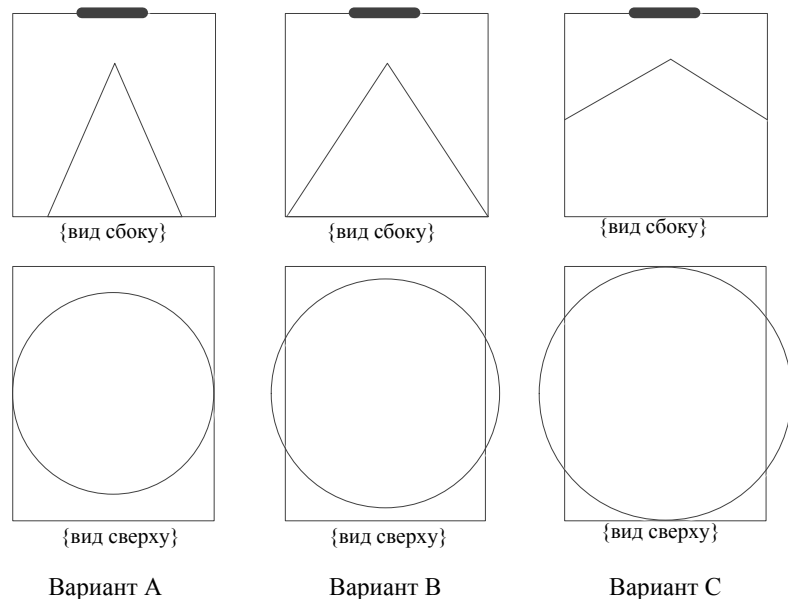 {вид сбоку} {вид сбоку} {вид сбоку}
{вид сверху} {вид сверху} {вид сверху}
Вариант А Вариант В Вариант С